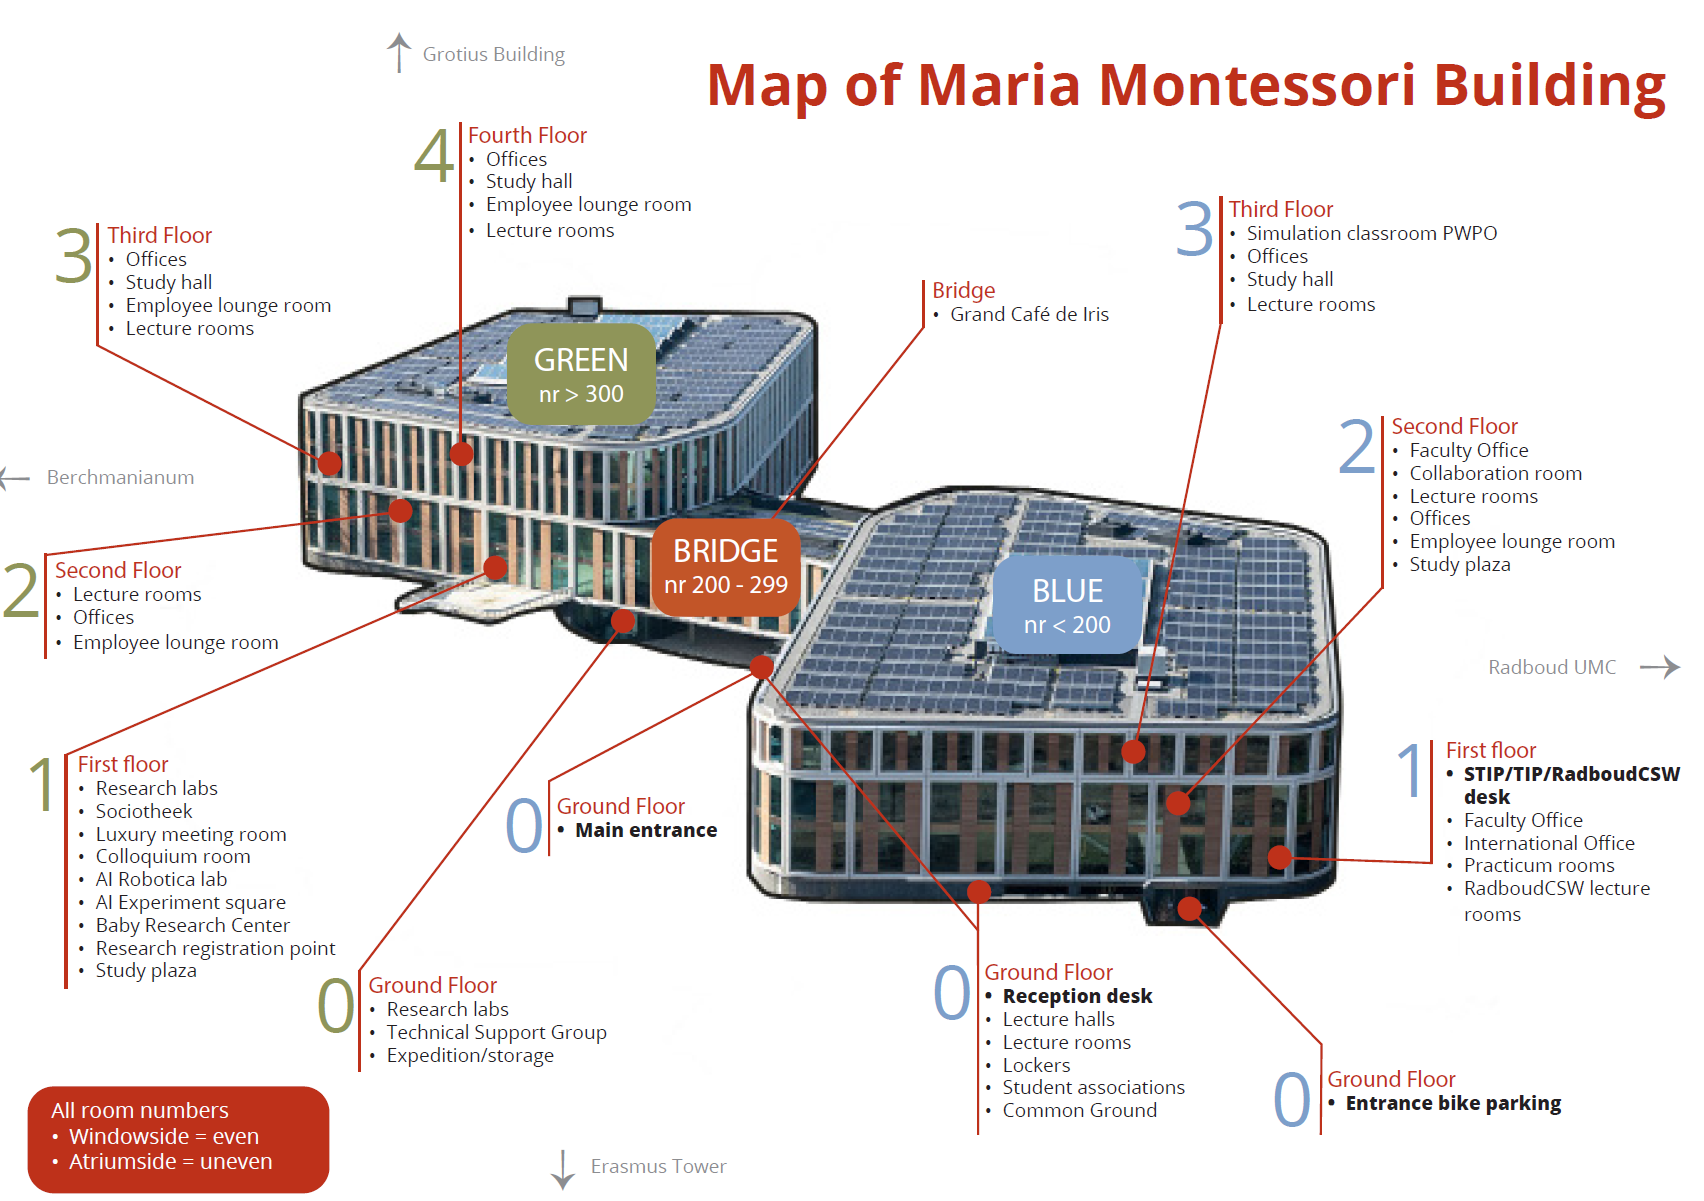 Grotius Building
Map of Maria Montessori Building
4
Fourth Floor
• Offices
• Study hall
• Employee lounge room
• Lecture rooms
3
Third Floor
• Offices
• Study hall
• Employee lounge room
• Lecture rooms
3
Third Floor
• Simulation classroom PWPO
• Offices
• Study hall
• Lecture rooms
Bridge
• Grand Café de Iris
GREEN
nr > 300
2
Second Floor
• Faculty Office
• Collaboration room
• Lecture rooms
• Offices
• Employee lounge room
• Study plaza
Berchmanianum
BRIDGE
nr 200 - 299
BLUE
nr < 200
2
Second Floor
• Lecture rooms
• Offices
• Employee lounge room
Radboud UMC
1
First floor
• Research labs
• Sociotheek
• Luxury meeting room
• Colloquium room
• AI Robotica lab
• AI Experiment square
• Baby Research Center
• Research registration point
• Study plaza
0
Ground Floor
• Main entrance
1
First floor
• STIP/TIP/RadboudCSW
desk
• Faculty Office
• International Office
• Practicum rooms
• RadboudCSW lecture
rooms
0
Ground Floor
• Research labs
• Technical Support Group
• Expedition/storage
0
Ground Floor
• Reception desk
• Lecture halls
• Lecture rooms
• Lockers
• Student associations
• Common Ground
0
Ground Floor
• Entrance bike parking
All room numbers
• Windowside = even
• Atriumside = uneven
Erasmus Tower